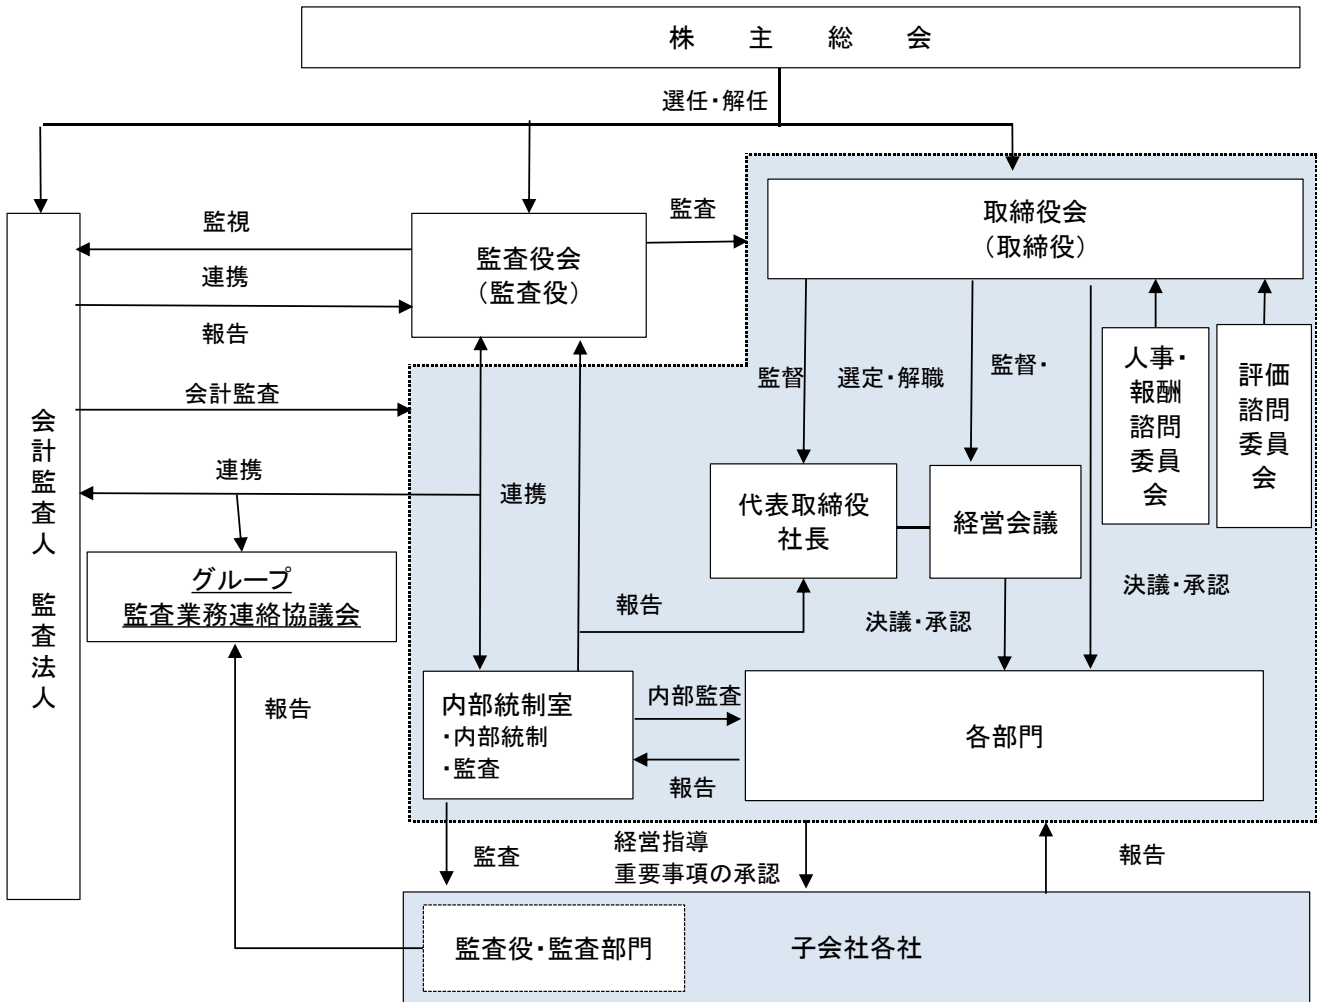 株 主 総 会
選任・解任
監視
連携
報告
会計監査
連携
会計監査人 監査法人
監査役会
（監査役）
監査
取締役会
（取締役）
監督
選定・解職
監督・
人事・
報酬
諮問
委員
会
評価
諮問
委員
会
連携
代表取締役
社長
経営会議
グループ
監査業務連絡協議会
報告
決議・承認
決議・承認
報告
内部統制室
・内部統制
・監査
内部監査
報告
各部門
監査
経営指導
重要事項の承認
報告
監査役・監査部門
子会社各社